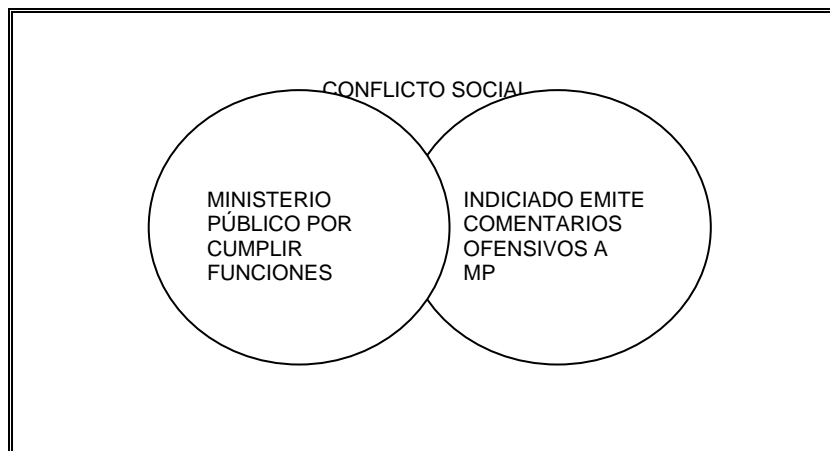 CONFLICTO SOCIAL
MINISTERIO
PÚBLICO POR
CUMPLIR
FUNCIONES
INDICIADO EMITE
COMENTARIOS
OFENSIVOS A
MP